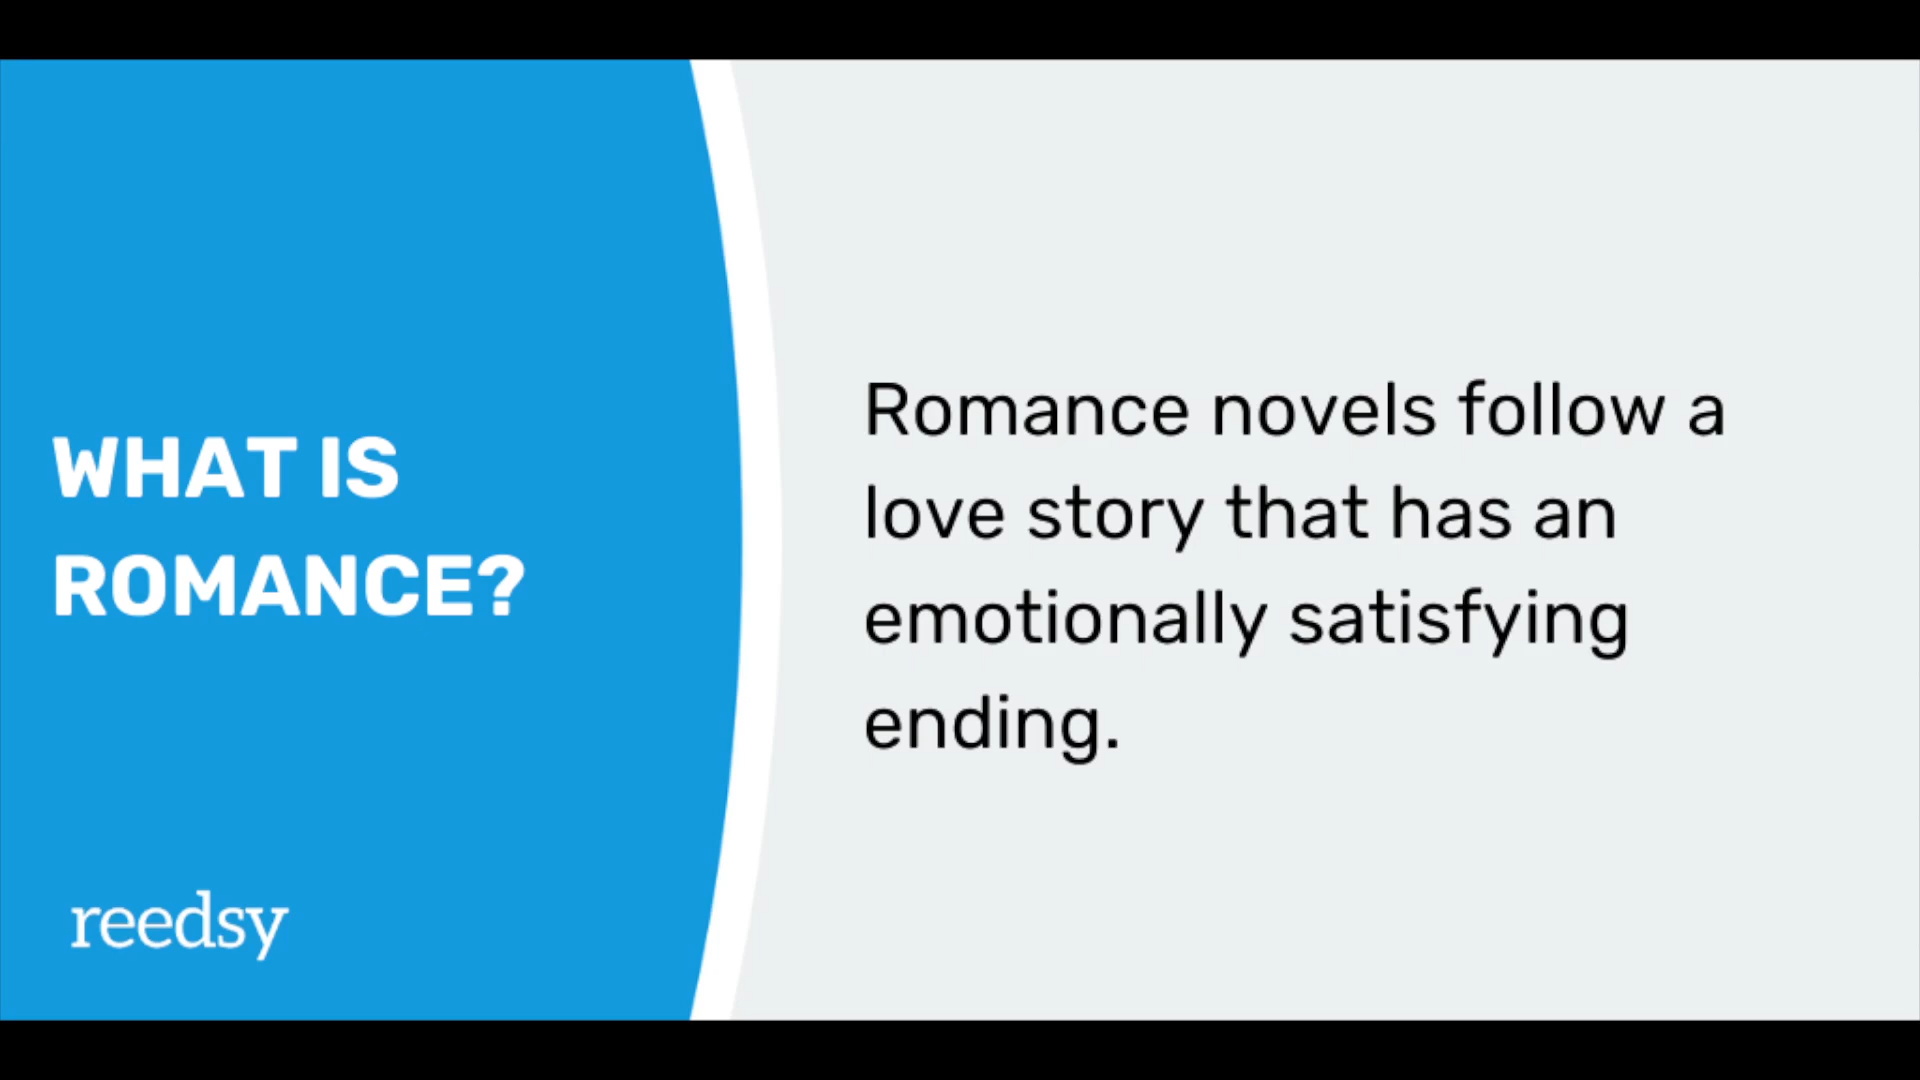 WHAT IS
ROMANCE?
reedsy
Romance novels follow a
love story that has an
emotionally satisfying
ending.